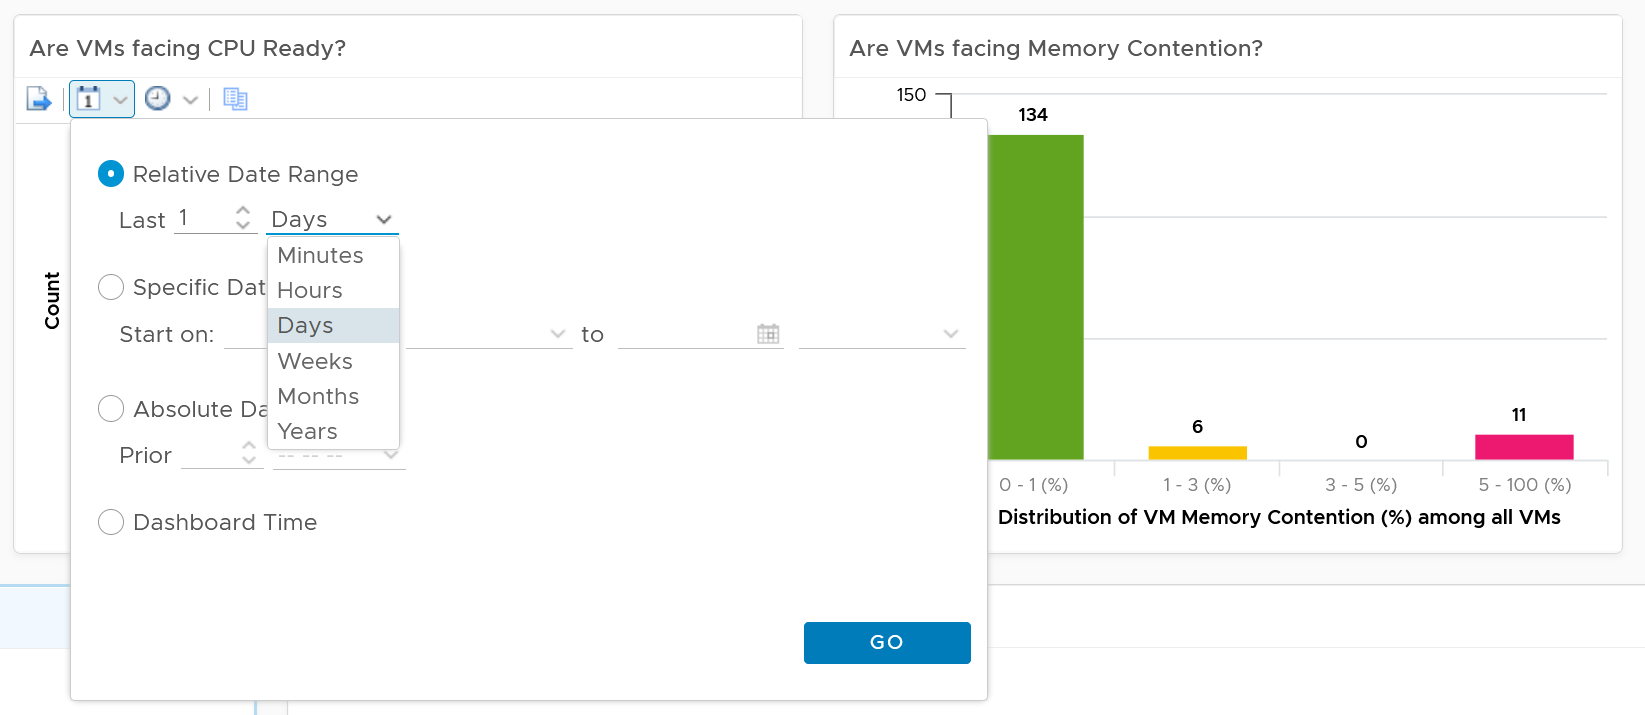 Are VMs facing CPU Ready?
1
Count
Relative Date Range
Last 1 Days
Minutes
Hours
Days
Weeks
Months
Years
Specific Dat
Start on: to
Absolute Da
Prior -- -- --
Dashboard Time
GO
Are VMs facing Memory Contention?
150
134
6
0
11
0 - 1 (%) 1 - 3 (%) 3 - 5 (%) 5 - 100 (%)
Distribution of VM Memory Contention (%) among all VMs